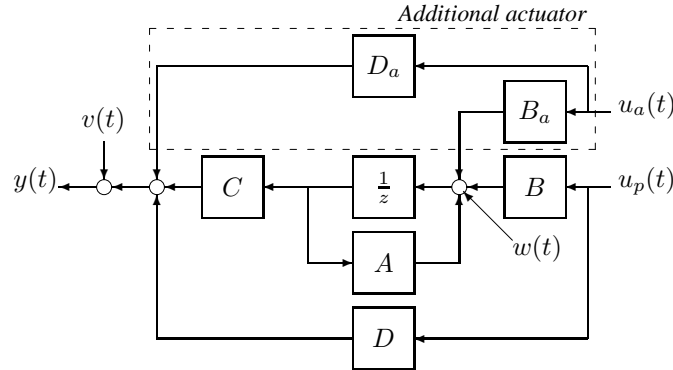 Additional actuator
D_a
B_a
u_a(t)
v(t)
y(t)
C
1/z
B
u_p(t)
A
w(t)
D